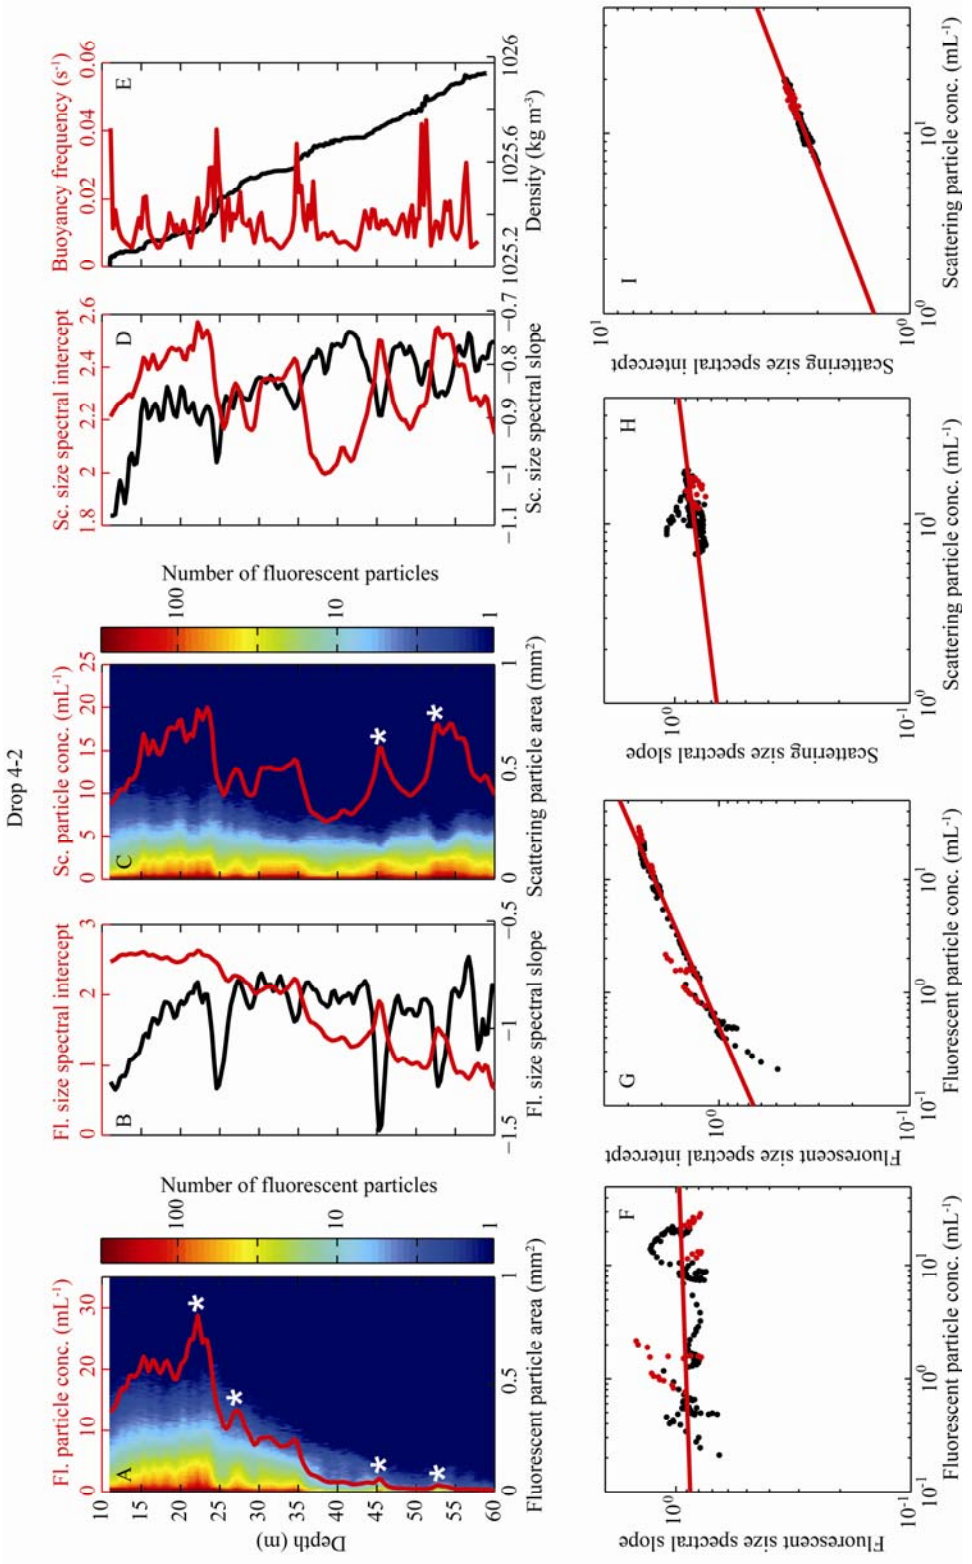 Drop 4-2
Fl. particle conc. (mL-1)
0 10 20 30
A
10
15
20
25
30
35
40
45
50
55
60
Depth (m)
*
*
*
*
0 0.5 1
Fluorescent particle area (mm2)
100
10
1
Number of fluorescent particles
Fl. size spectral intercept
0 1 2 3
B
−1.5 −1 −0.5
Fl. size spectral slope
Sc. particle conc. (mL-1)
0 5 10 15 20 25
C
*
*
0 0.5 1
Scattering particle area (mm2)
100
10
1
Number of fluorescent particles
Sc. size spectral intercept
1.8 2 2.2 2.4 2.6
D
−1.1 −1 −0.9 −0.8 −0.7
Sc. size spectral slope
Buoyancy frequency (s-1)
0 0.02 0.04 0.06
E
1025.2 1025.6 1026
Density (kg m-3)
Fluorescent size spectral slope
100
10-1
F
10-1 100 101
Fluorescent particle conc. (mL-1)
Fluorescent size spectral intercept
100
10-1
G
10-1 100 101
Fluorescent particle conc. (mL-1)
Scattering size spectral slope
100
10-1
H
100 101
Scattering particle conc. (mL-1)
Scattering size spectral intercept
101
100
I
100 101
Scattering particle conc. (mL-1)